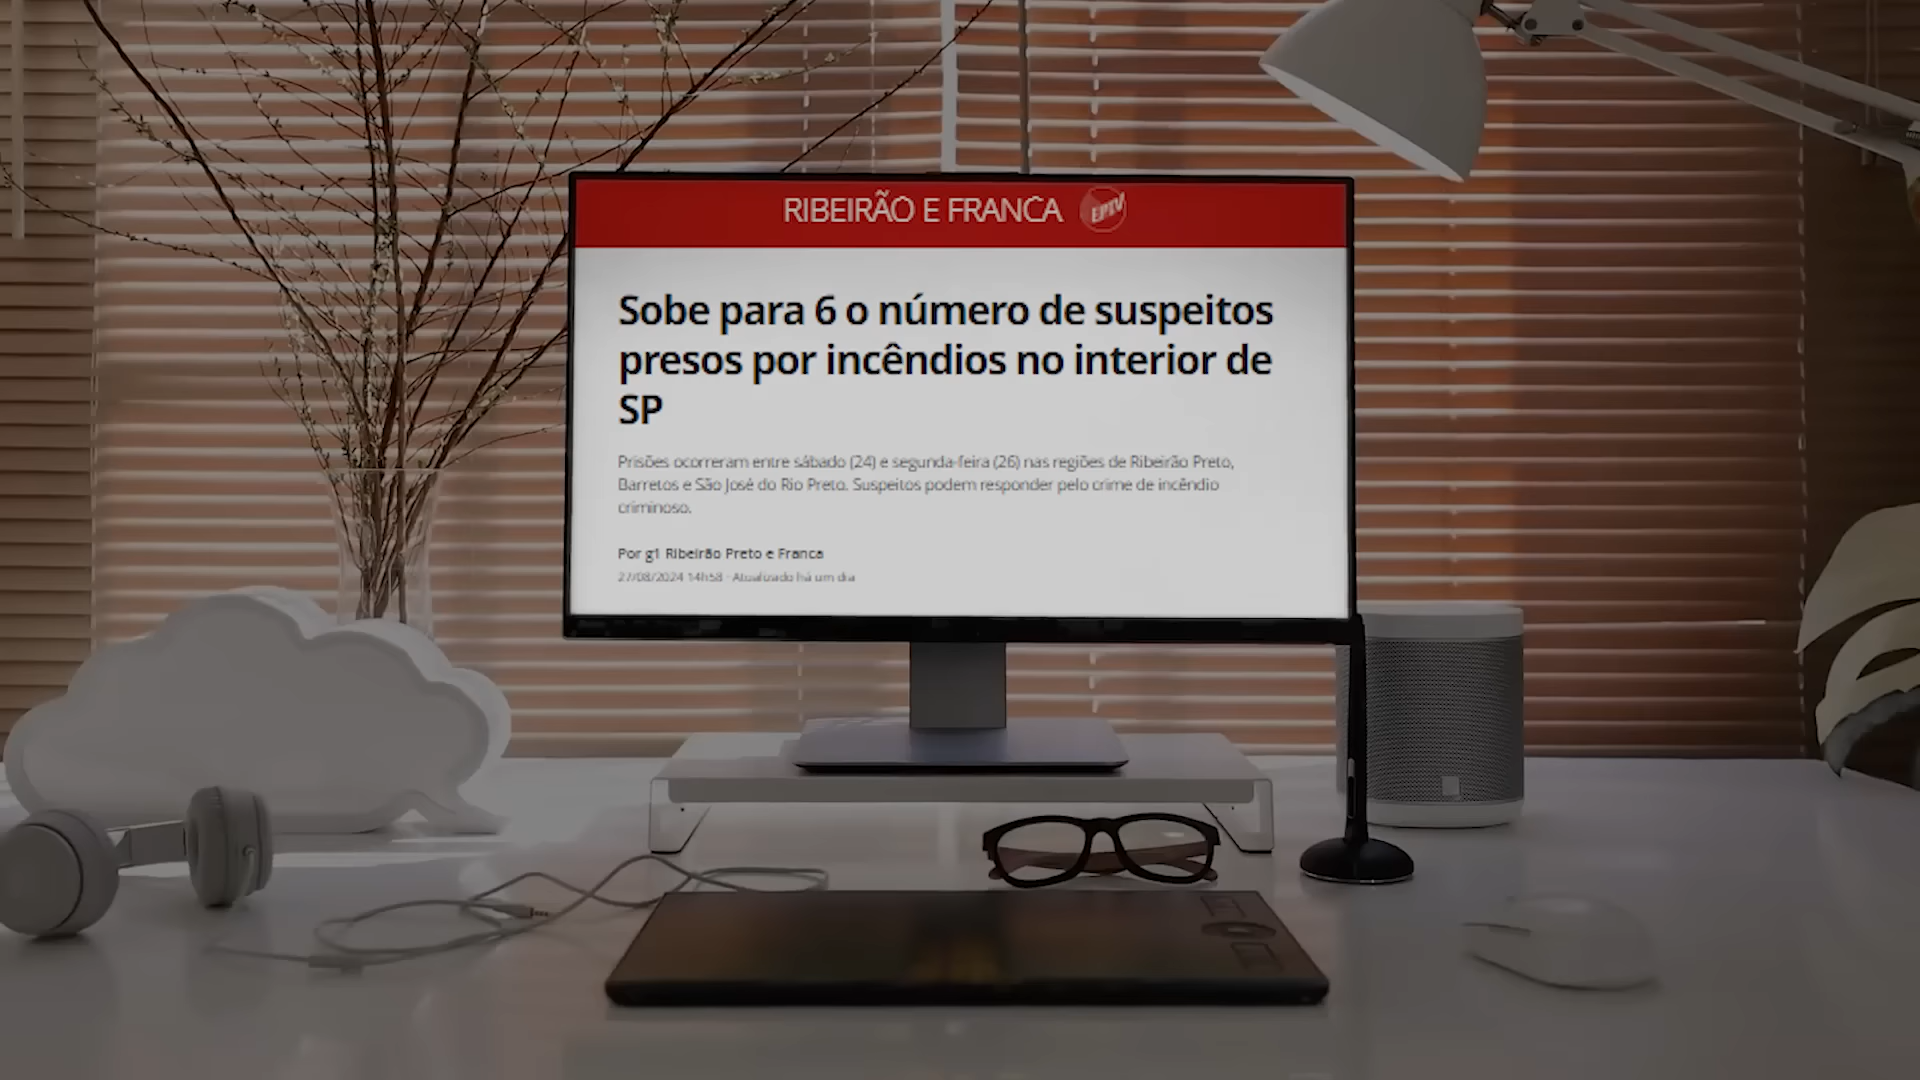 RIBEIRÃO E FRANCA EPTV
Sobe para 6 o número de suspeitos
presos por incêndios no interior de
SP
Prisões ocorreram entre sábado (24) e segunda-feira (26) nas regiões de Ribeirão Preto,
Barretos e São José do Rio Preto. Suspeitos podem responder pelo crime de incêndio
criminoso.
Por g1 Ribeirão Preto e Franca
27/08/2024 14h58 · Atualizado há um dia